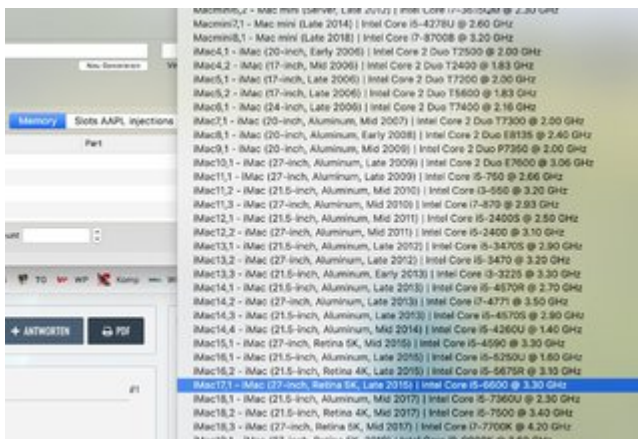 Macmini6,2 - Mac mini (Server, Late 2012) | Intel Core i7-3615QM @ 2.30 GHz
Macmini7,1 - Mac mini (Late 2014) | Intel Core i5-4278U @ 2.60 GHz
Macmini8,1 - Mac mini (Late 2018) | Intel Core i7-8700B @ 3.20 GHz
iMac4,1 - iMac (20-inch, Early 2006) | Intel Core 2 Duo T2500 @ 2.00 GHz
iMac4,2 - iMac (17-inch, Mid 2006) | Intel Core 2 Duo T2400 @ 1.83 GHz
iMac5,1 - iMac (17-inch, Late 2006) | Intel Core 2 Duo T7200 @ 2.00 GHz
iMac5,2 - iMac (17-inch, Late 2006) | Intel Core 2 Duo T5600 @ 1.83 GHz
iMac6,1 - iMac (24-inch, Late 2006) | Intel Core 2 Duo T7400 @ 2.16 GHz
iMac7,1 - iMac (20-inch, Aluminum, Mid 2007) | Intel Core 2 Duo T7300 @ 2.00 GHz
iMac8,1 - iMac (20-inch, Aluminum, Early 2008) | Intel Core 2 Duo E8135 @ 2.40 GHz
iMac9,1 - iMac (20-inch, Aluminum, Mid 2009) | Intel Core 2 Duo P7350 @ 2.00 GHz
iMac10,1 - iMac (27-inch, Aluminum, Late 2009) | Intel Core 2 Duo E7600 @ 3.06 GHz
iMac11,1 - iMac (27-inch, Aluminum, Late 2009) | Intel Core i5-750 @ 2.66 GHz
iMac11,2 - iMac (21.5-inch, Aluminum, Mid 2010) | Intel Core i3-550 @ 3.20 GHz
iMac11,3 - iMac (27-inch, Aluminum, Mid 2010) | Intel Core i7-870 @ 2.93 GHz
iMac12,1 - iMac (21.5-inch, Aluminum, Mid 2011) | Intel Core i5-2400S @ 2.50 GHz
iMac12,2 - iMac (27-inch, Aluminum, Mid 2011) | Intel Core i5-2400 @ 3.10 GHz
iMac13,1 - iMac (21.5-inch, Aluminum, Late 2012) | Intel Core i5-3470S @ 2.90 GHz
iMac13,2 - iMac (27-inch, Aluminum, Late 2012) | Intel Core i5-3470 @ 3.20 GHz
iMac13,3 - iMac (21.5-inch, Aluminum, Early 2013) | Intel Core i3-3225 @ 3.30 GHz
iMac14,1 - iMac (21.5-inch, Aluminum, Late 2013) | Intel Core i5-4570R @ 2.70 GHz
iMac14,2 - iMac (27-inch, Aluminum, Late 2013) | Intel Core i7-4771 @ 3.50 GHz
iMac14,3 - iMac (21.5-inch, Aluminum, Late 2013) | Intel Core i5-4570S @ 2.90 GHz
iMac14,4 - iMac (21.5-inch, Aluminum, Mid 2014) | Intel Core i5-4260U @ 1.40 GHz
iMac15,1 - iMac (27-inch, Retina 5K, Mid 2015) | Intel Core i5-4590 @ 3.30 GHz
iMac16,1 - iMac (21.5-inch, Aluminum, Late 2015) | Intel Core i5-5250U @ 1.60 GHz
iMac16,2 - iMac (21.5-inch, Retina 4K, Late 2015) | Intel Core i5-5675R @ 3.10 GHz
iMac17,1 - iMac (27-inch, Retina 5K, Late 2015) | Intel Core i5-6600 @ 3.30 GHz
iMac18,1 - iMac (21.5-inch, Aluminum, Mid 2017) | Intel Core i5-7360U @ 2.30 GHz
iMac18,2 - iMac (21.5-inch, Retina 4K, Mid 2017) | Intel Core i5-7500 @ 3.40 GHz
iMac18,3 - iMac (27-inch, Retina 5K, Mid 2017) | Intel Core i7-7700K @ 4.20 GHz
Neu Generieren
Memory Slots AAPL injections
Part
TG WP Komp
+ ANTWORTEN PDF
#1